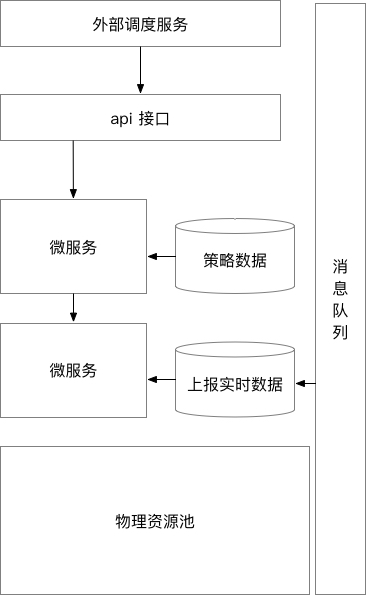 外部调度服务
api 接口
微服务
策略数据
微服务
上报实时数据
物理资源池
消
息
队
列